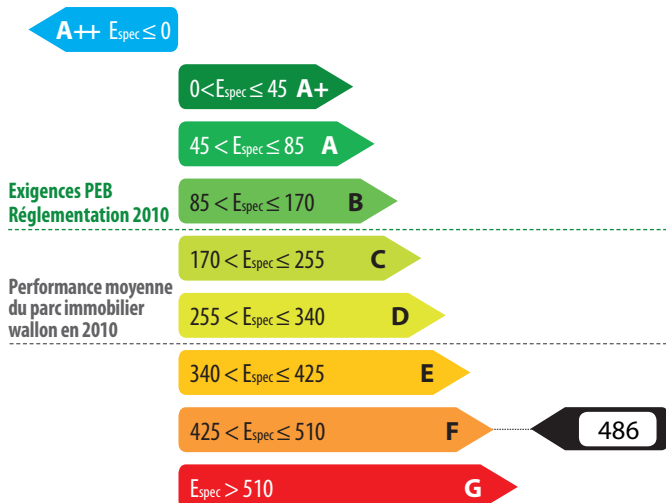 A++ Espec ≤ 0
0 < Espec ≤ 45 A+
45 < Espec ≤ 85 A
Exigences PEB
Réglementation 2010
85 < Espec ≤ 170 B
170 < Espec ≤ 255 C
Performance moyenne
du parc immobilier
wallon en 2010
255 < Espec ≤ 340 D
340 < Espec ≤ 425 E
425 < Espec ≤ 510 F 486
Espec > 510 G